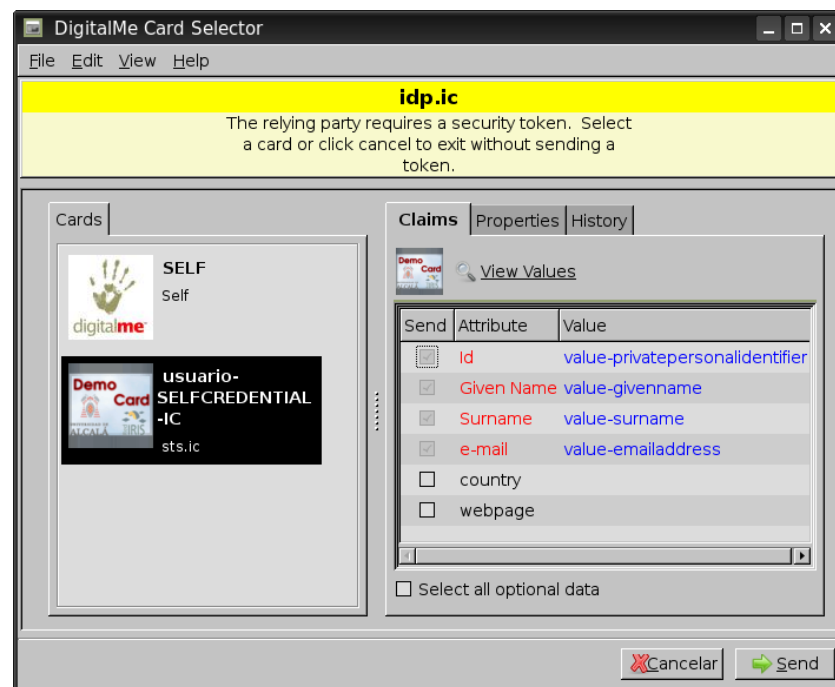 DigitalMe Card Selector
File Edit View Help
idp.ic
The relying party requires a security token. Select
a card or click cancel to exit without sending a
token.
Cards
digitalme
SELF
Self
Demo
Card
ALCALÁ
usuario-
SELFCREDENTIAL
-IC
sts.ic
Claims Properties History
Demo
Card
View Values
Send Attribute Value
Id value-privatepersonalidentifier
Given Name value-givenname
Surname value-surname
e-mail value-emailaddress
country
webpage
Select all optional data
Cancelar Send